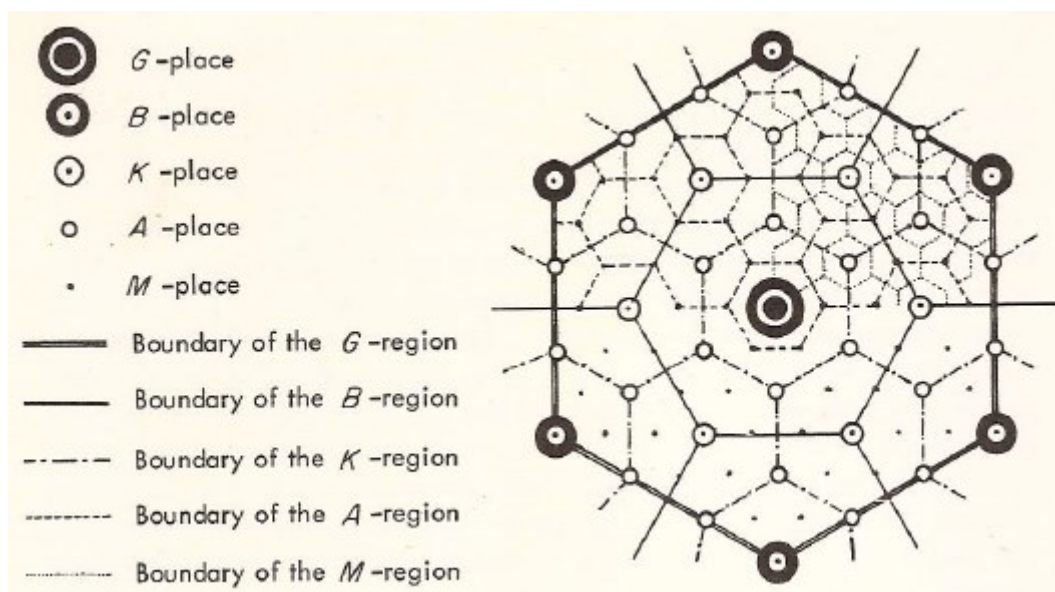 G-place
B-place
K-place
A-place
M-place
Boundary of the G-region
Boundary of the B-region
Boundary of the K-region
Boundary of the A-region
Boundary of the M-region